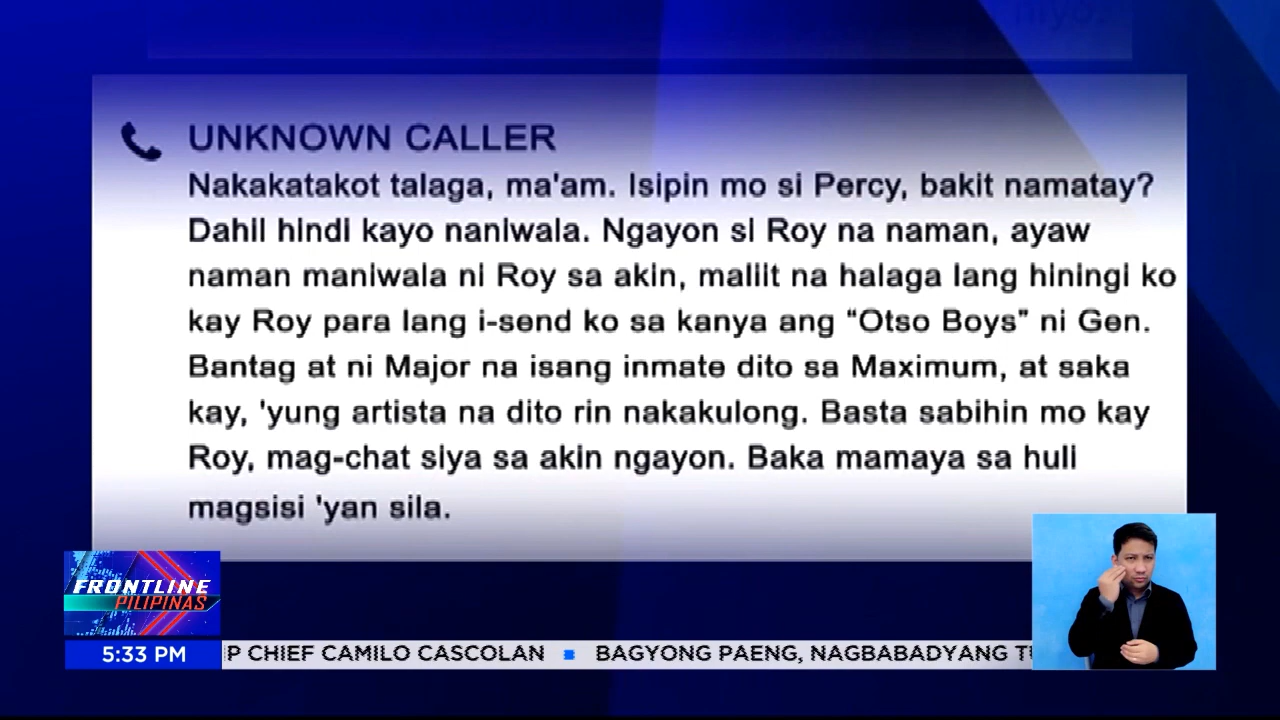 niyo.
UNKNOWN CALLER
Nakakatakot talaga, ma'am. Isipin mo si Percy, bakit namatay?
Dahil hindi kayo naniwala. Ngayon si Roy na naman, ayaw
naman maniwala ni Roy sa akin, maliit na halaga lang hiningi ko
kay Roy para lang i-send ko sa kanya ang “Otso Boys” ni Gen.
Bantag at ni Major na isang inmate dito sa Maximum, at saka
kay, 'yung artista na dito rin nakakulong. Basta sabihin mo kay
Roy, mag-chat siya sa akin ngayon. Baka mamaya sa huli
magsisi 'yan sila.
FRONTLINE
PILIPINAS
5:33 PM
CHIEF CAMILO CASCOLAN ■ BAGYONG PAENG, NAGBABADYANG